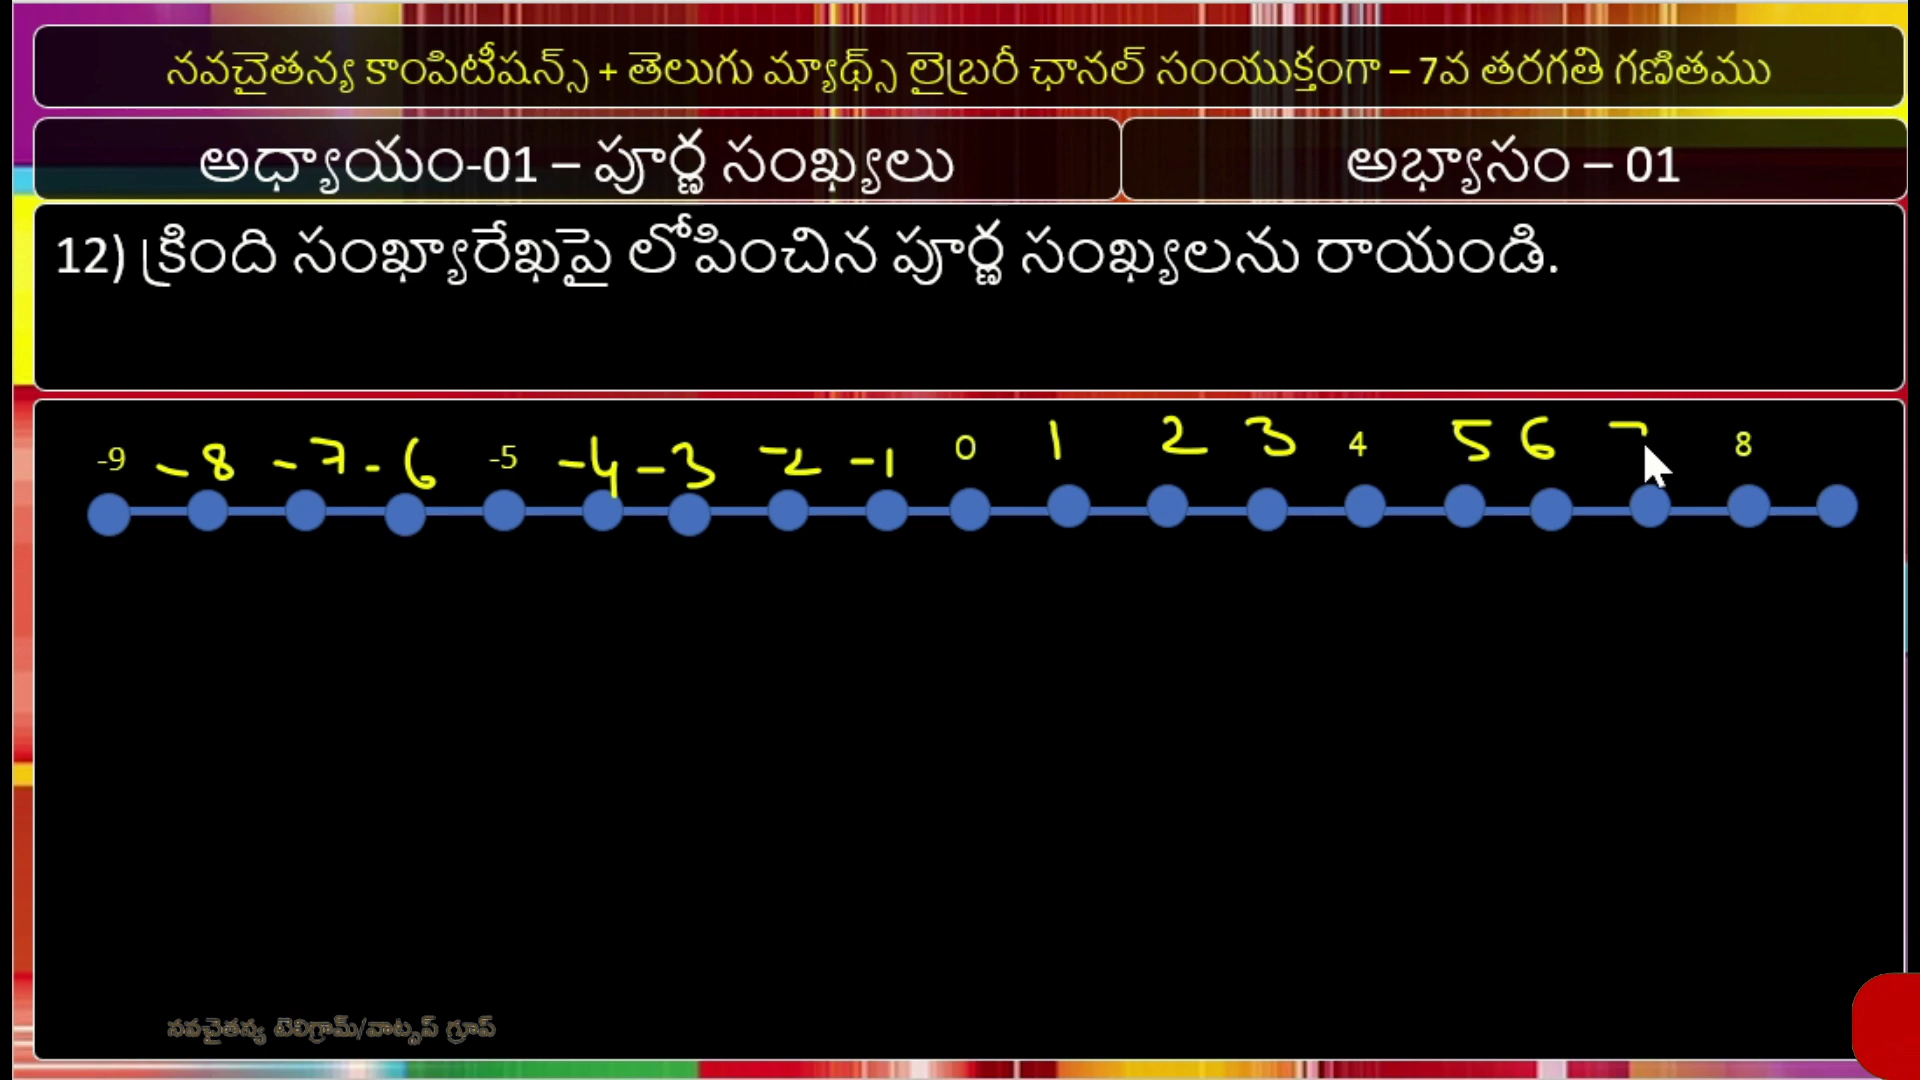 నవచైతన్య కాంపిటీషన్స్ + తెలుగు మ్యాథ్స్ లైబ్రరీ ఛానల్ సంయుక్తంగా – 7వ తరగతి గణితము
అధ్యాయం-01 – పూర్ణ సంఖ్యలు
అభ్యాసం – 01
12) క్రింది సంఖ్యారేఖపై లోపించిన పూర్ణ సంఖ్యలను రాయండి.
-9 -8 -7 -6 -5 -4 -3 -2 -1 0 1 2 3 4 5 6 7 8
నవచైతన్య టెలిగ్రామ్/వాట్సప్ గ్రూప్